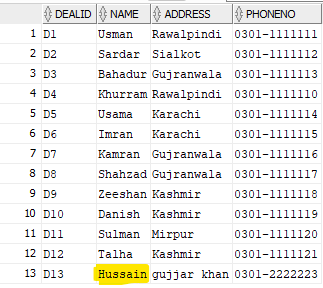 DEALID NAME ADDRESS PHONENO
1 D1 Usman Rawalpindi 0301-1111111
2 D2 Sardar Sialkot 0301-1111112
3 D3 Bahadur Gujranwala 0301-1111113
4 D4 Khurram Rawalpindi 0301-1111110
5 D5 Usama Karachi 0301-1111114
6 D6 Imran Karachi 0301-1111115
7 D7 Kamran Gujranwala 0301-1111116
8 D8 Shahzad Gujranwala 0301-1111117
9 D9 Zeeshan Kashmir 0301-1111118
10 D10 Danish Kashmir 0301-1111119
11 D11 Sulman Mirpur 0301-1111120
12 D12 Talha Kashmir 0301-1111121
13 D13 Hussain gujjar khan 0301-2222223